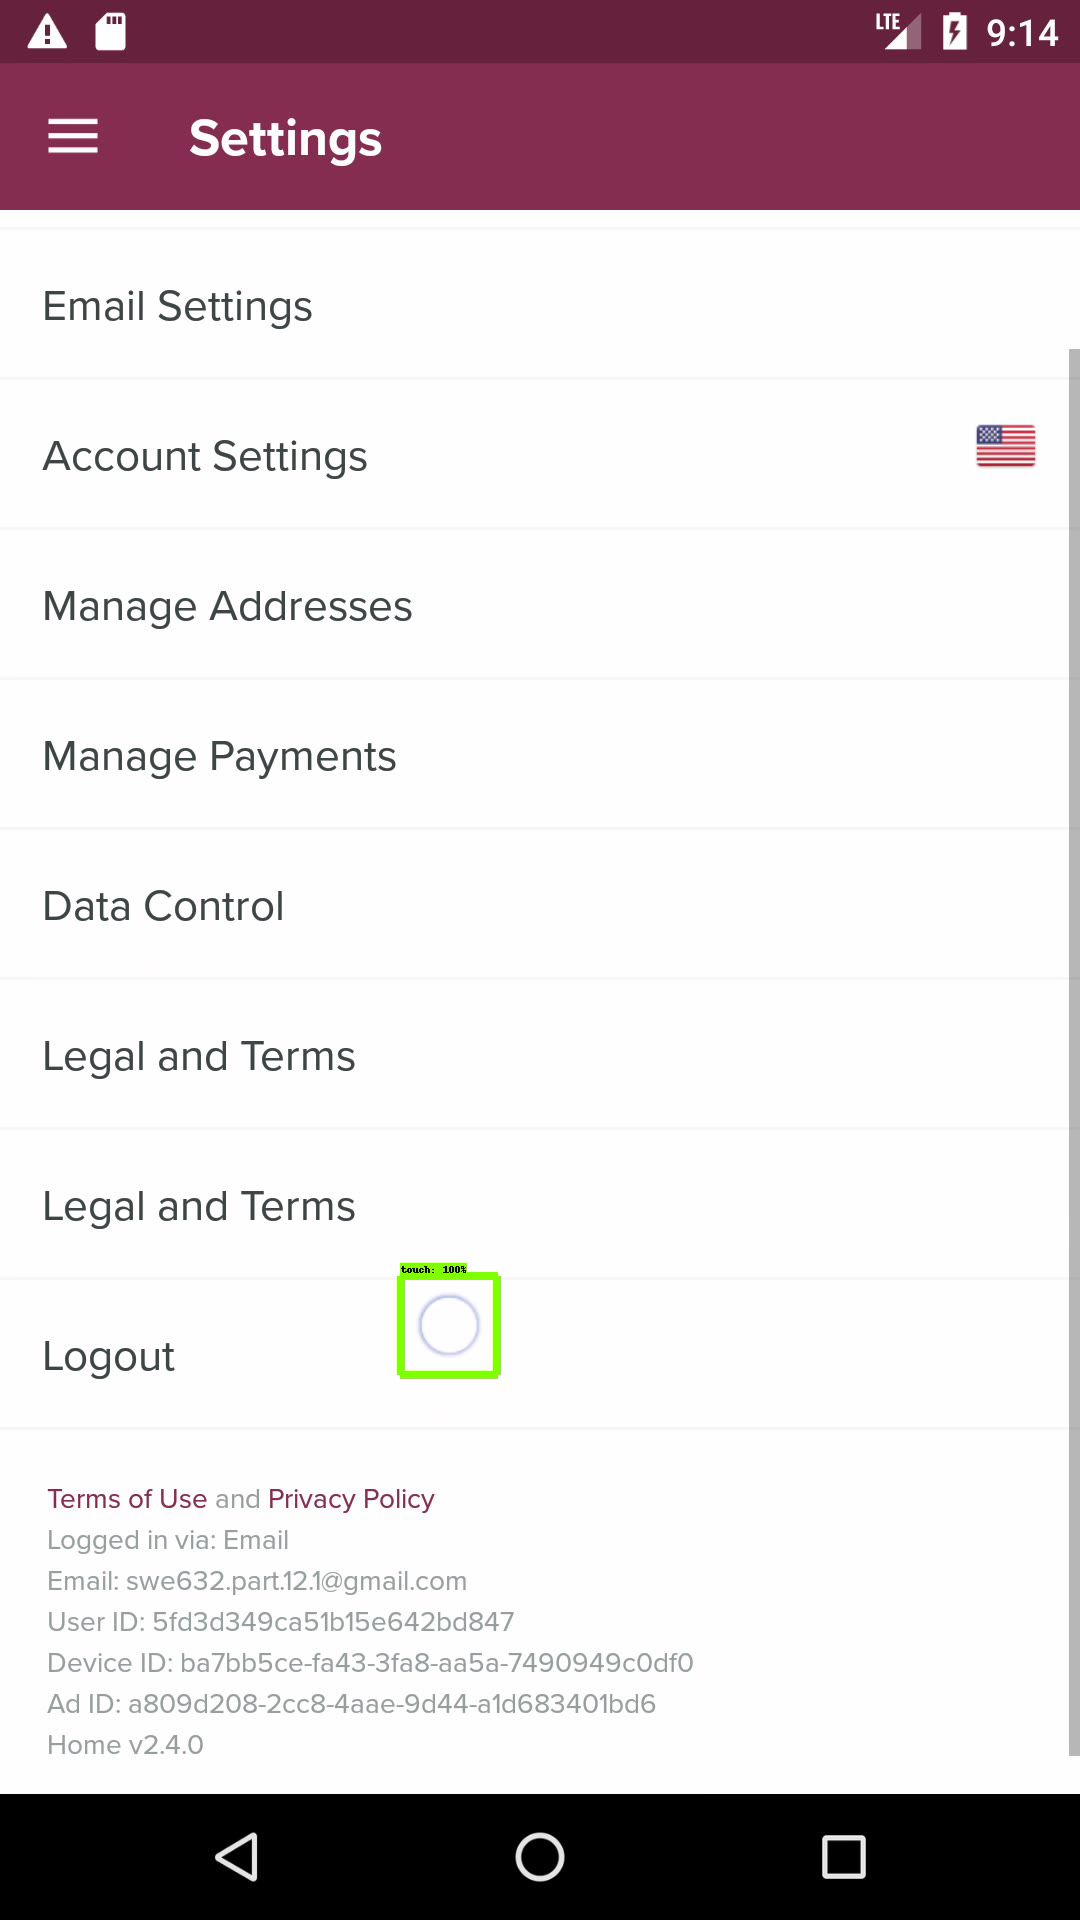 LTE 9:14
Settings
Email Settings
Account Settings
Manage Addresses
Manage Payments
Data Control
Legal and Terms
Legal and Terms
touch: 100%
Logout
Terms of Use and Privacy Policy
Logged in via: Email
Email: swe632.part.12.1@gmail.com
User ID: 5fd3d349ca51b15e642bd847
Device ID: ba7bb5ce-fa43-3fa8-aa5a-7490949c0df0
Ad ID: a809d208-2cc8-4aae-9d44-a1d683401bd6
Home v2.4.0